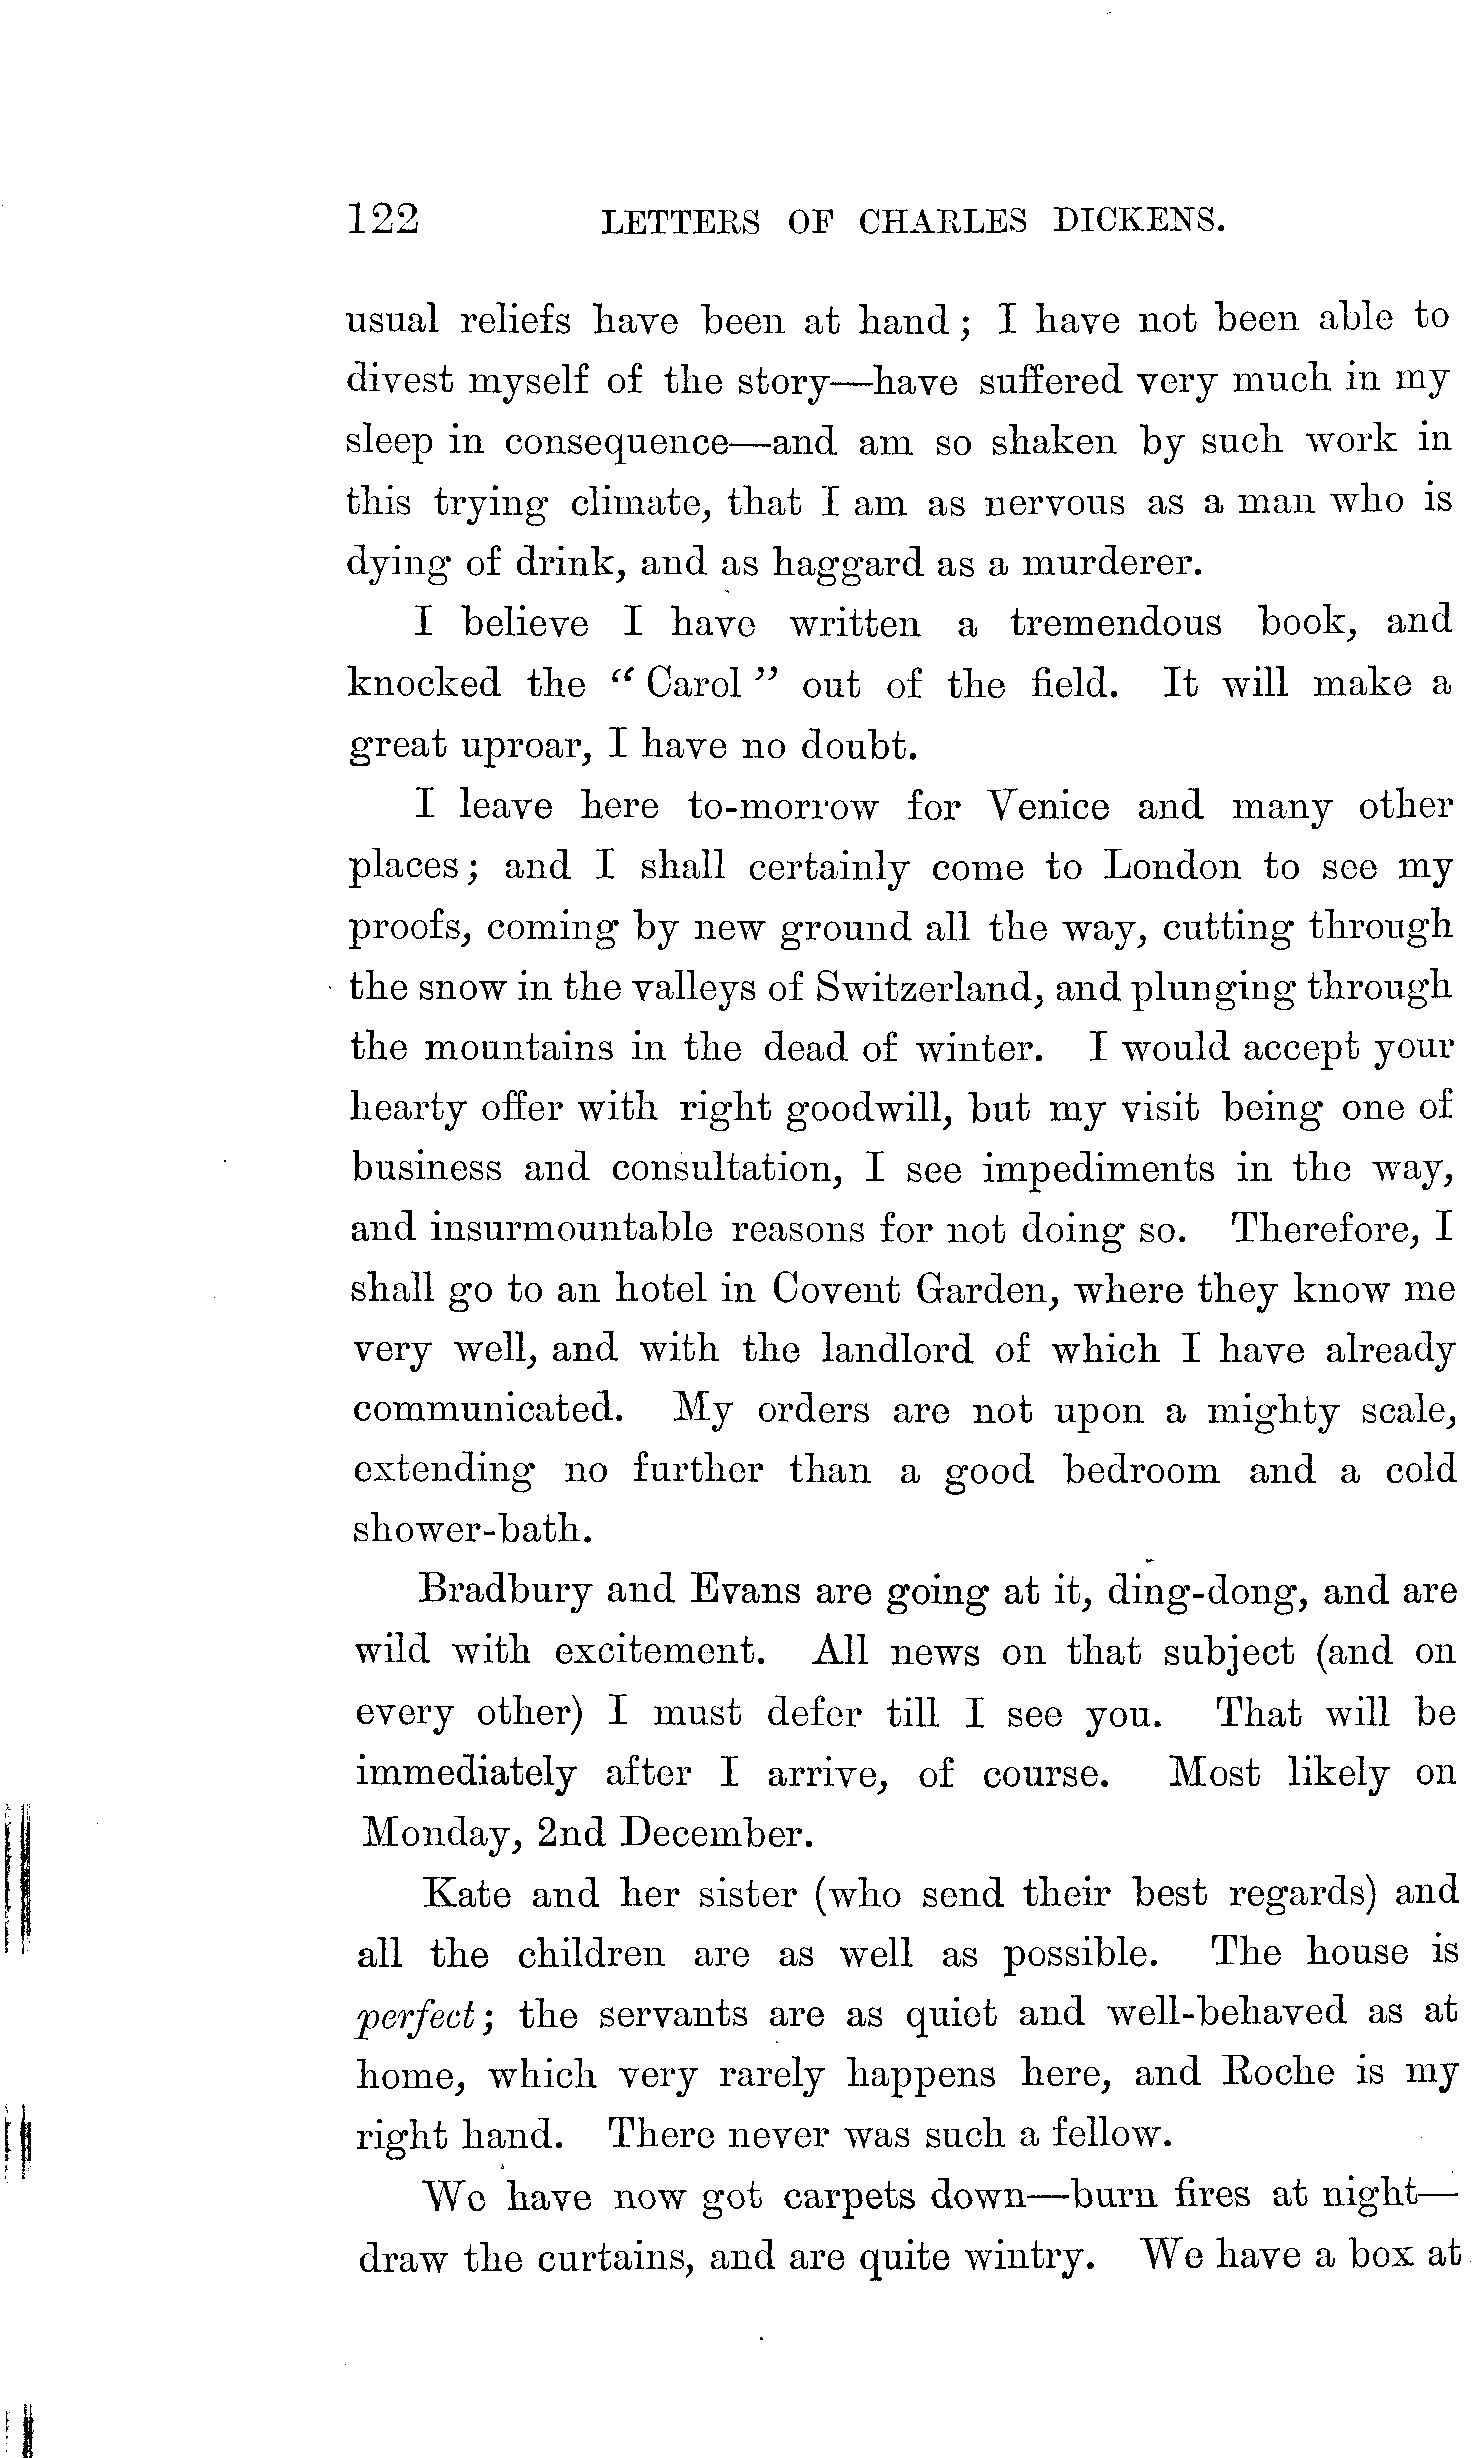 122 LETTERS OF CHARLES DICKENS.
usual reliefs have been at hand; I have not been able to
divest myself of the story—have suffered very much in my
sleep in consequence—and am so shaken by such work in
this trying climate, that I am as nervous as a man who is
dying of drink, and as haggard as a murderer.
I believe I have written a tremendous book, and
knocked the “Carol” out of the field. It will make a
great uproar, I have no doubt.
I leave here to-morrow for Venice and many other
places; and I shall certainly come to London to see my
proofs, coming by new ground all the way, cutting through
the snow in the valleys of Switzerland, and plunging through
the mountains in the dead of winter. I would accept your
hearty offer with right goodwill, but my visit being one of
business and consultation, I see impediments in the way,
and insurmountable reasons for not doing so. Therefore, I
shall go to an hotel in Covent Garden, where they know me
very well, and with the landlord of which I have already
communicated. My orders are not upon a mighty scale,
extending no further than a good bedroom and a cold
shower-bath.
Bradbury and Evans are going at it, ding-dong, and are
wild with excitement. All news on that subject (and on
every other) I must defer till I see you. That will be
immediately after I arrive, of course. Most likely on
Monday, 2nd December.
Kate and her sister (who send their best regards) and
all the children are as well as possible. The house is
perfect; the servants are as quiet and well-behaved as at
home, which very rarely happens here, and Roche is my
right hand. There never was such a fellow.
We have now got carpets down—burn fires at night—
draw the curtains, and are quite wintry. We have a box at